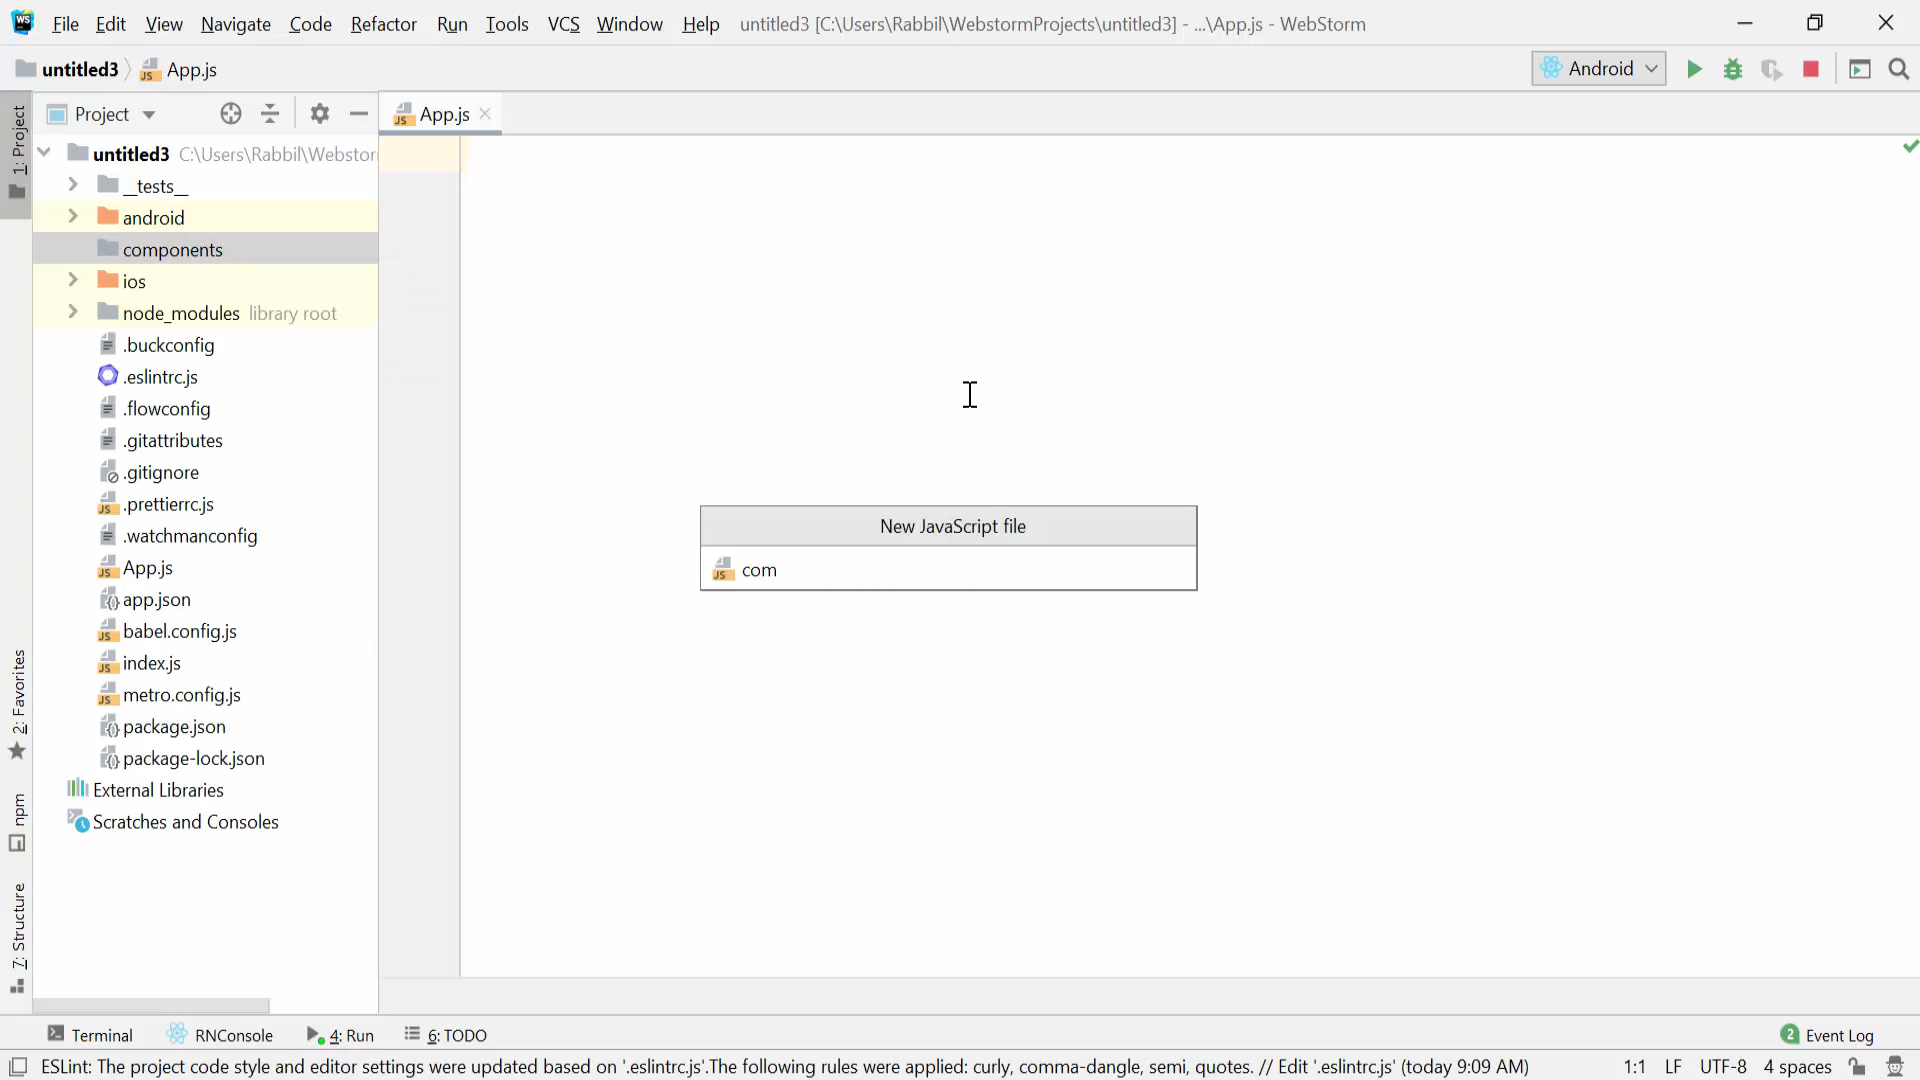 File Edit View Navigate Code Refactor Run Tools VCS Window Help untitled3 [C:\Users\Rabbil\WebstormProjects\untitled3] - ...\App.js - WebStorm
untitled3 App.js Android
Project App.js
1: Project
untitled3 C:\Users\Rabbil\Webstor
__tests__
android
components
ios
node_modules library root
.buckconfig
.eslintrc.js
.flowconfig
.gitattributes
.gitignore
.prettierrc.js
.watchmanconfig
App.js
app.json
babel.config.js
index.js
metro.config.js
package.json
package-lock.json
External Libraries
Scratches and Consoles
New JavaScript file
com
2: Favorites
npm
7: Structure
Terminal RNConsole 4: Run 6: TODO 2 Event Log
ESLint: The project code style and editor settings were updated based on '.eslintrc.js'.The following rules were applied: curly, comma-dangle, semi, quotes. // Edit '.eslintrc.js' (today 9:09 AM) 1:1 LF UTF-8 4 spaces